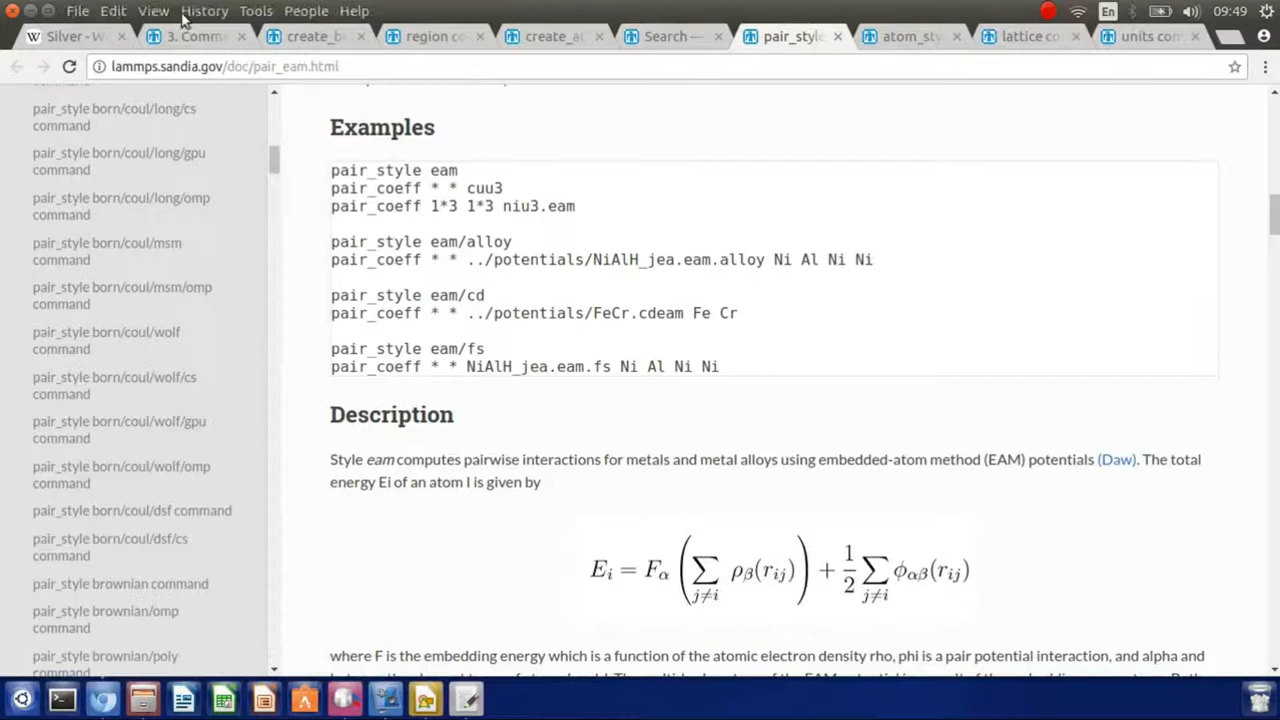 File Edit View History Tools People Help
En 09:49
Silver - W 3. Comm create_b region co create_a Search — pair_style atom_sty lattice co units com
lammps.sandia.gov/doc/pair_eam.html
pair_style born/coul/long/cs
command
pair_style born/coul/long/gpu
command
pair_style born/coul/long/omp
command
pair_style born/coul/msm
command
pair_style born/coul/msm/omp
command
pair_style born/coul/wolf
command
pair_style born/coul/wolf/cs
command
pair_style born/coul/wolf/gpu
command
pair_style born/coul/wolf/omp
command
pair_style born/coul/dsf command
pair_style born/coul/dsf/cs
command
pair_style brownian command
pair_style brownian/omp
command
pair_style brownian/poly
command
Examples
pair_style eam
pair_coeff * * cuu3
pair_coeff 1*3 1*3 niu3.eam
pair_style eam/alloy
pair_coeff * * ../potentials/NiAlH_jea.eam.alloy Ni Al Ni Ni
pair_style eam/cd
pair_coeff * * ../potentials/FeCr.cdeam Fe Cr
pair_style eam/fs
pair_coeff * * NiAlH_jea.eam.fs Ni Al Ni Ni
Description
Style eam computes pairwise interactions for metals and metal alloys using embedded-atom method (EAM) potentials (Daw). The total
energy Ei of an atom I is given by
E_i = F_α ( ∑_{j≠i} ρ_β(r_{ij}) ) + 1/2 ∑_{j≠i} ϕ_{αβ}(r_{ij})
where F is the embedding energy which is a function of the atomic electron density rho, phi is a pair potential interaction, and alpha and